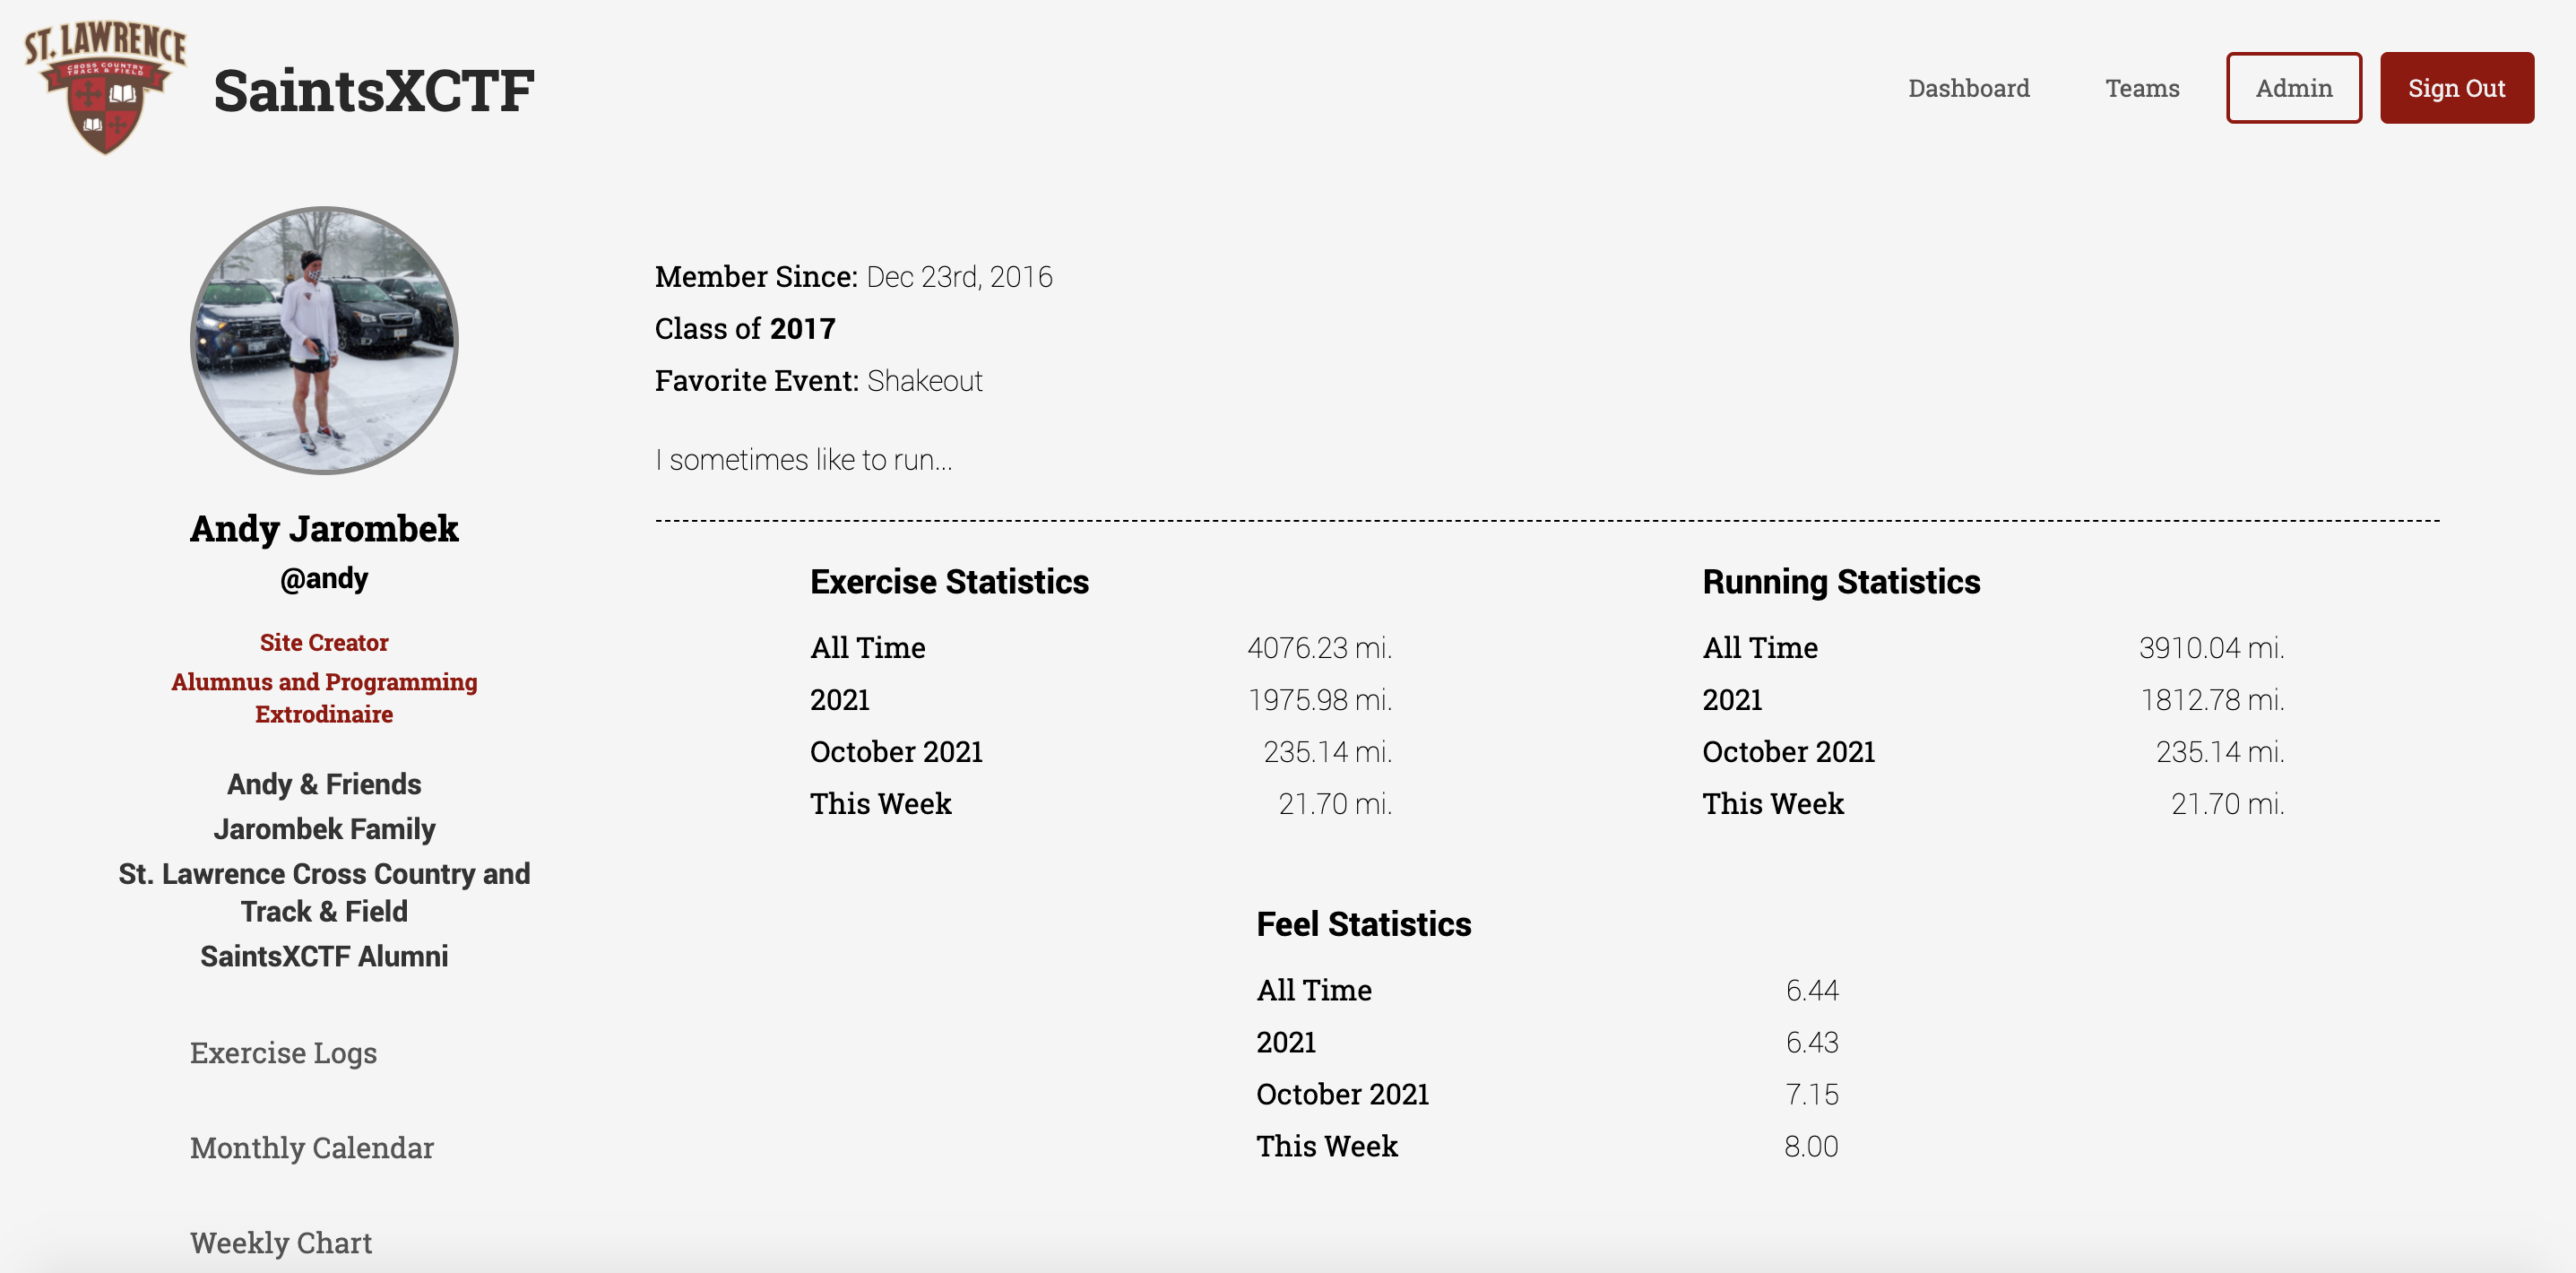 ST. LAWRENCE
CROSS COUNTRY
TRACK & FIELD
SaintsXCTF
Dashboard
Teams
Admin
Sign Out
Andy Jarombek
@andy
Site Creator
Alumnus and Programming
Extrodinaire
Andy & Friends
Jarombek Family
St. Lawrence Cross Country and
Track & Field
SaintsXCTF Alumni
Exercise Logs
Monthly Calendar
Weekly Chart
Member Since: Dec 23rd, 2016
Class of 2017
Favorite Event: Shakeout
I sometimes like to run...
Exercise Statistics
All Time 4076.23 mi.
2021 1975.98 mi.
October 2021 235.14 mi.
This Week 21.70 mi.
Running Statistics
All Time 3910.04 mi.
2021 1812.78 mi.
October 2021 235.14 mi.
This Week 21.70 mi.
Feel Statistics
All Time 6.44
2021 6.43
October 2021 7.15
This Week 8.00